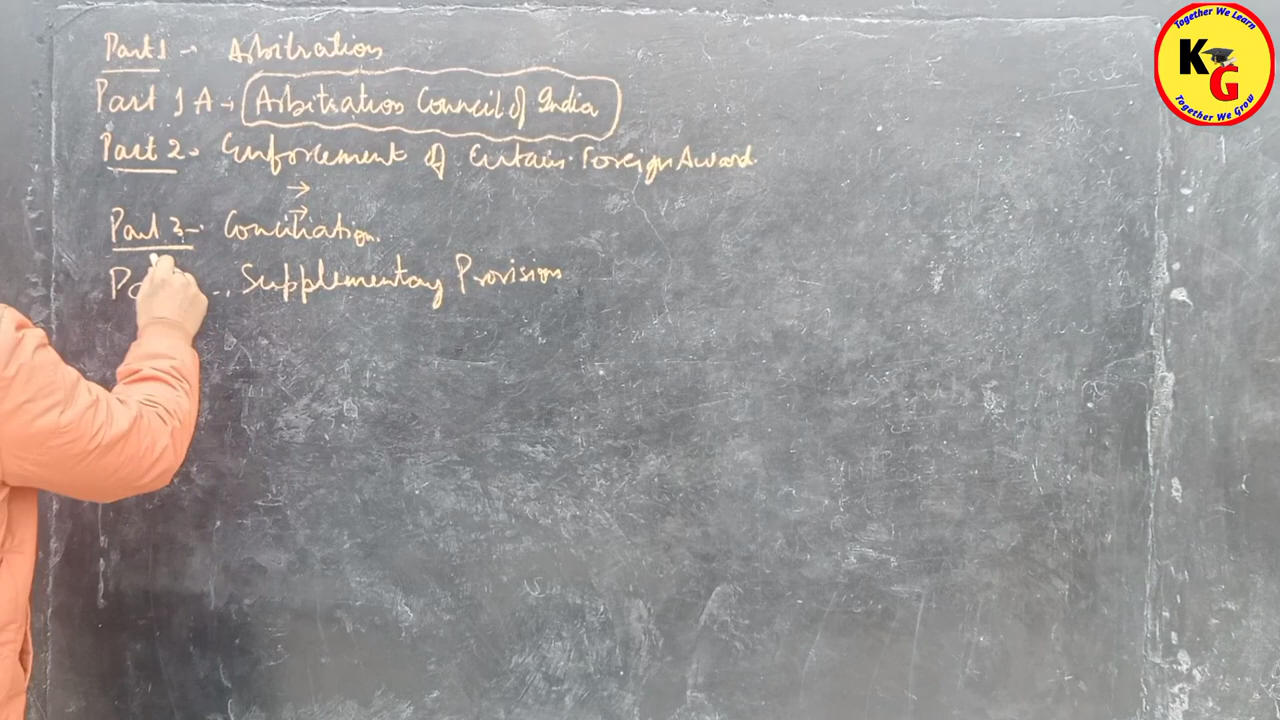 Part 1 → Arbitration
Part 1 A → Arbitration Council of India
Part 2. Enforcement of Certain Foreign Award.
→
→
Part 3 -. Conciliation.
Supplementary Provision
Together We Learn
KG
Together We Grow